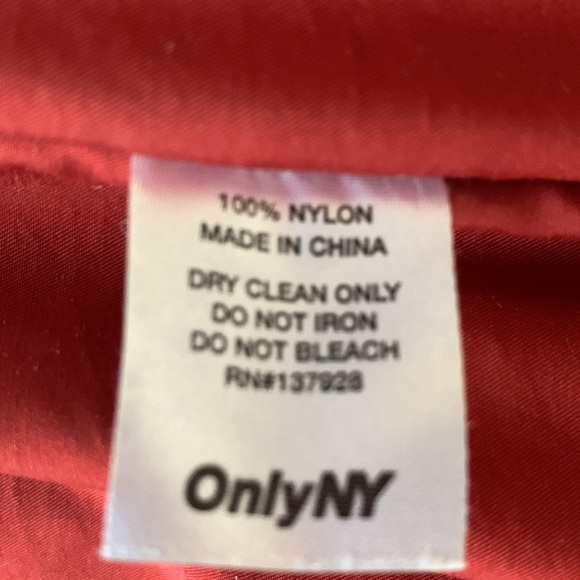 100% NYLON
MADE IN CHINA
DRY CLEAN ONLY
DO NOT IRON
DO NOT BLEACH
RN#137928
OnlyNY